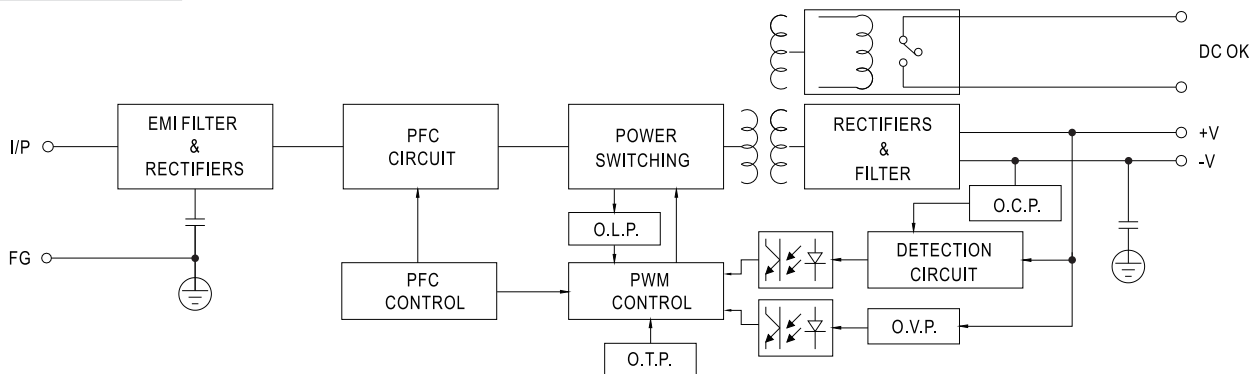 DC OK
I/P
EMI FILTER
&
RECTIFIERS
PFC
CIRCUIT
POWER
SWITCHING
RECTIFIERS
&
FILTER
+V
-V
O.C.P.
O.L.P.
FG
PFC
CONTROL
PWM
CONTROL
DETECTION
CIRCUIT
O.V.P.
O.T.P.